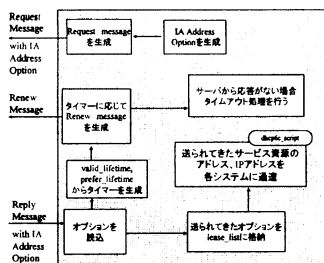 Request
Message
with IA
Address
Option
Request message
を生成
IA Address
Optionを生成
Renew
Message
タイマーに応じて
Renew message
を生成
サーバから応答がない場合
タイムアウト処理を行う
dhcptic_script
送られてきたサービス資源の
アドレス、IPアドレスを
各システムに通達
valid_lifetime,
prefer_lifetime
からタイマーを生成
Reply
Message
with IA
Address
Option
オプションを
読込
送られてきたオプションを
lease_listに格納